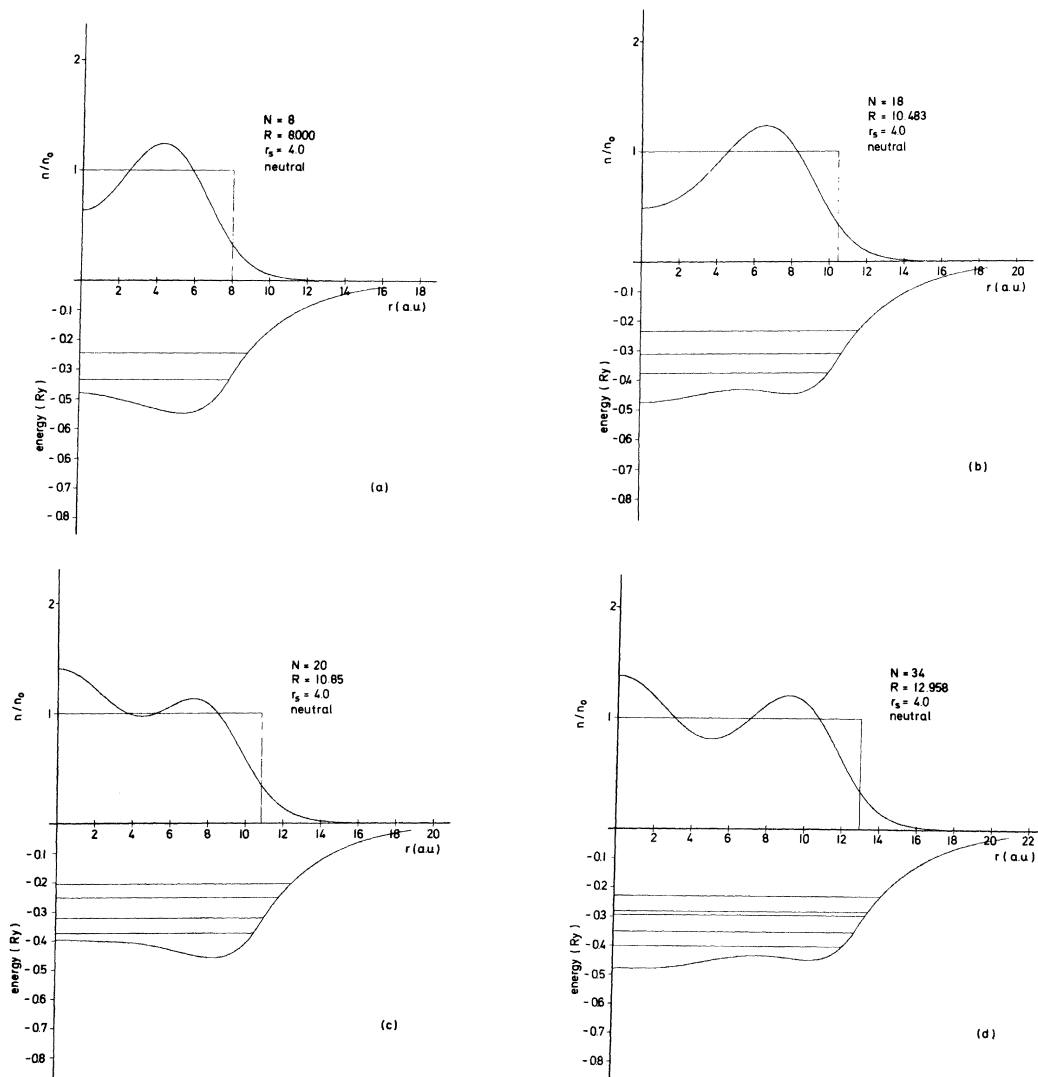 2
1
n/n₀
N = 8
R = 8.000
rs = 4.0
neutral
2 4 6 8 10 12 14 16 18
r(a.u.)
-0.1
-0.2
-0.3
-0.4
-0.5
-0.6
-0.7
-0.8
energy (Ry)
(a)
2
1
n/n₀
N = 18
R = 10.483
rs = 4.0
neutral
2 4 6 8 10 12 14 16 18 20
r(a.u.)
-0.1
-0.2
-0.3
-0.4
-0.5
-0.6
-0.7
-0.8
energy (Ry)
(b)
2
1
n/n₀
N = 20
R = 10.85
rs = 4.0
neutral
2 4 6 8 10 12 14 16 18 20
r(a.u.)
-0.1
-0.2
-0.3
-0.4
-0.5
-0.6
-0.7
-0.8
energy (Ry)
(c)
2
1
n/n₀
N = 34
R = 12.958
rs = 4.0
neutral
2 4 6 8 10 12 14 16 18 20 22
r(a.u.)
-0.1
-0.2
-0.3
-0.4
-0.5
-0.6
-0.7
-0.8
energy (Ry)
(d)